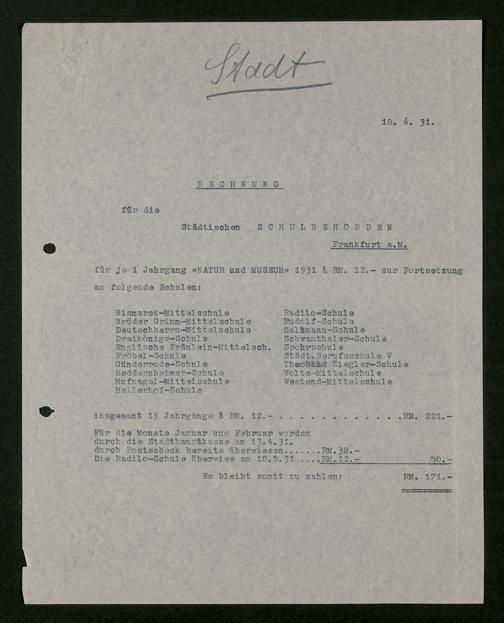 Stadt
18. 6. 31.
RECHNUNG
für die
Städtischen SCHULBEHÖRDEN
Frankfurt a.M.
für je 1 Jahrgang »NATUR und MUSEUM« 1931 à RM. 12.- zur Fortsetzung
an folgende Schulen:
Bismarck-Mittelschule Radilo-Schule
Brüder Grimm-Mittelschule Rudolf-Schule
Deutschherrn-Mittelschule Salzmann-Schule
Dreikönigs-Schule Schwanthaler-Schule
Englische Fräulein-Mittelsch. Spohrschule
Fröbel-Schule Städt.Berufsschule V
Günderrode-Schule Theobald Ziegler-Schule
Heddernheimer-Schule Volta-Mittelschule
Hufnagel-Mittelschule Westend-Mittelschule
Hellerhof-Schule
insgesamt 19 Jahrgänge à RM. 12.- . . . . . . . . . . . . .RM. 221.-
Für die Monate Januar und Februar wurden
durch die Stadthauptkasse am 13.4.31.
durch Postscheck bereits überwiesen.......RM.38.-
Die Radilo-Schule überwies am 18.5.31 ....RM.12.- 50.-
Es bleibt somit zu zahlen: RM. 171.-